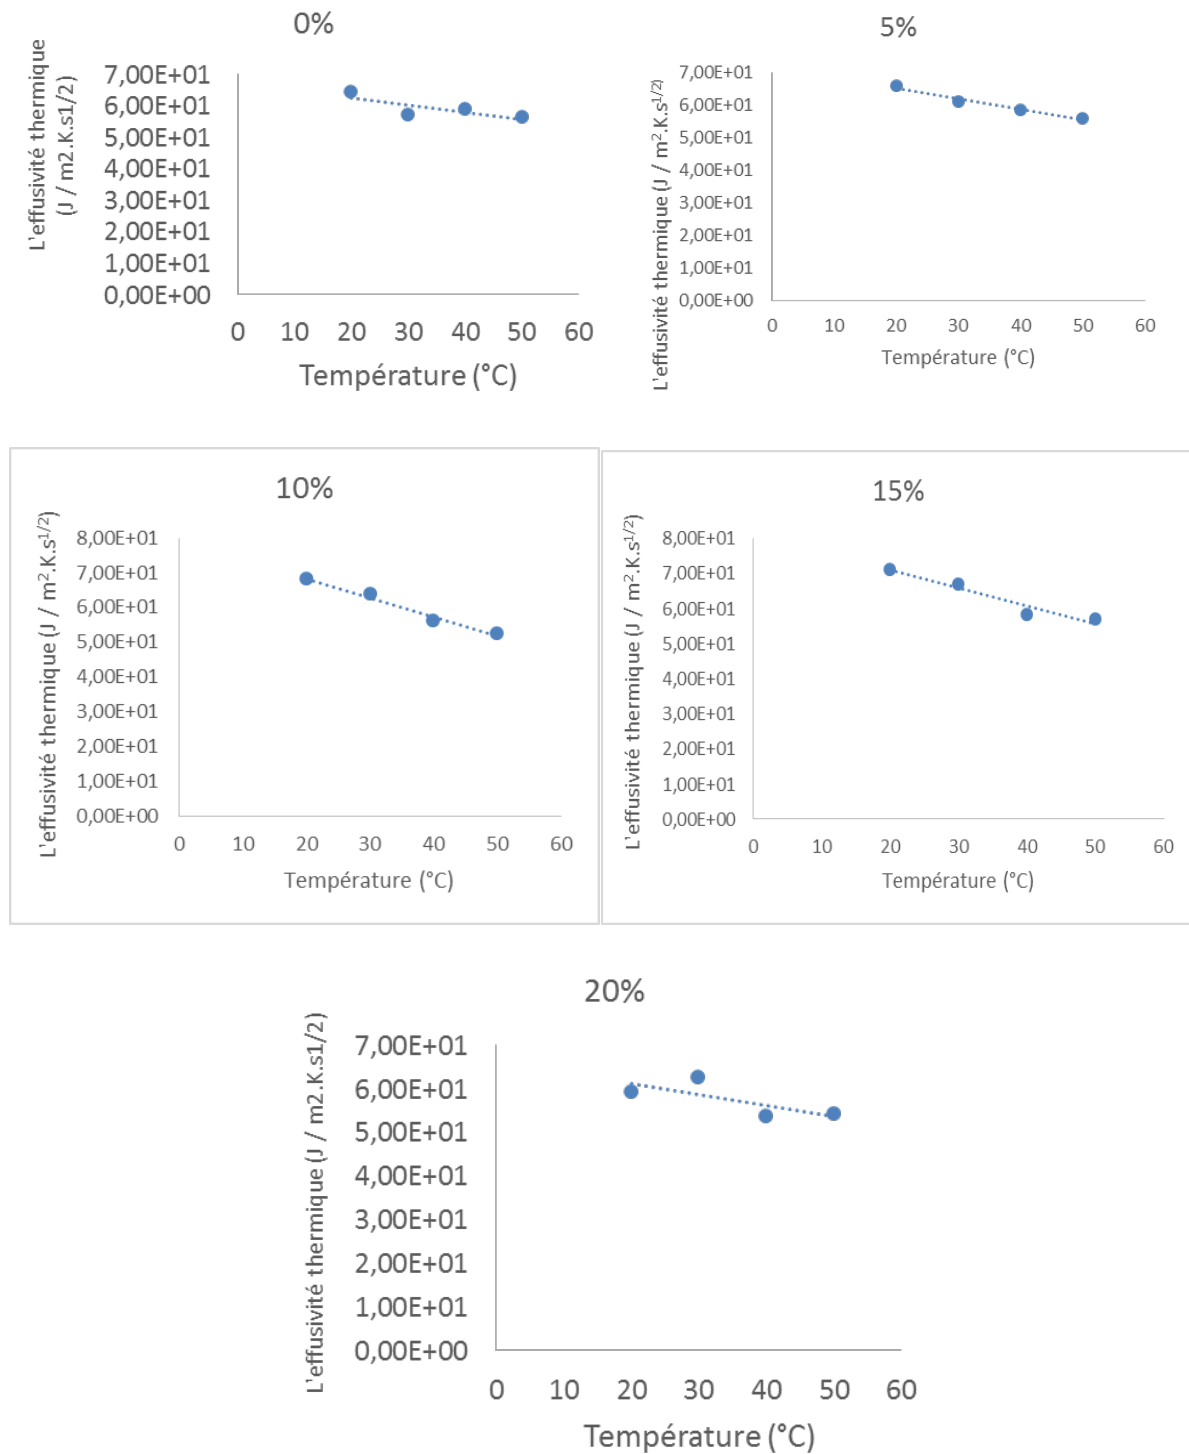 0%
L'effusivité thermique
(J / m2.K.s1/2)
7,00E+01
6,00E+01
5,00E+01
4,00E+01
3,00E+01
2,00E+01
1,00E+01
0,00E+00
0 10 20 30 40 50 60
Température (°C)
5%
L'effusivité thermique (J / m².K.s^1/2)
7,00E+01
6,00E+01
5,00E+01
4,00E+01
3,00E+01
2,00E+01
1,00E+01
0,00E+00
0 10 20 30 40 50 60
Température (°C)
10%
L'effusivité thermique (J / m².K.s^1/2)
8,00E+01
7,00E+01
6,00E+01
5,00E+01
4,00E+01
3,00E+01
2,00E+01
1,00E+01
0,00E+00
0 10 20 30 40 50 60
Température (°C)
15%
L'effusivité thermique (J / m².K.s^1/2)
8,00E+01
7,00E+01
6,00E+01
5,00E+01
4,00E+01
3,00E+01
2,00E+01
1,00E+01
0,00E+00
0 10 20 30 40 50 60
Température (°C)
20%
L'effusivité thermique (J / m2.K.s1/2)
7,00E+01
6,00E+01
5,00E+01
4,00E+01
3,00E+01
2,00E+01
1,00E+01
0,00E+00
0 10 20 30 40 50 60
Température (°C)